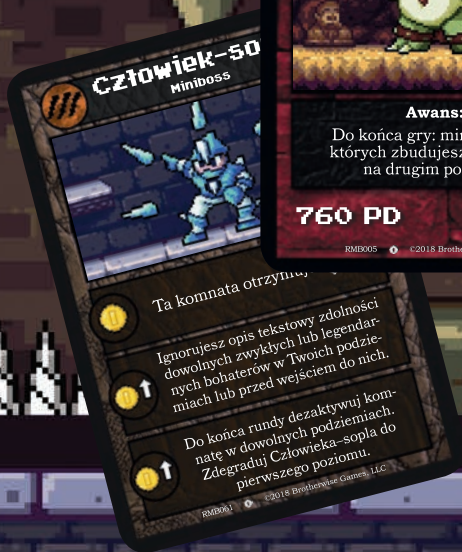 Człowiek-so
Miniboss
Ta komnata otrzymuj
Ignorujesz opis tekstowy zdolności
dowolnych zwykłych lub legendar-
nych bohaterów w Twoich podzie-
miach lub przed wejściem do nich.
Do końca rundy dezaktywuj kom-
natę w dowolnych podziemiach.
Zdegraduj Człowieka-sopla do
pierwszego poziomu.
RMB061 ©2018 Brotherwise Games, LLC
Awans:
Do końca gry: mi
których zbudujesz
na drugim po
760 PD
RMB005 ©2018 Broth